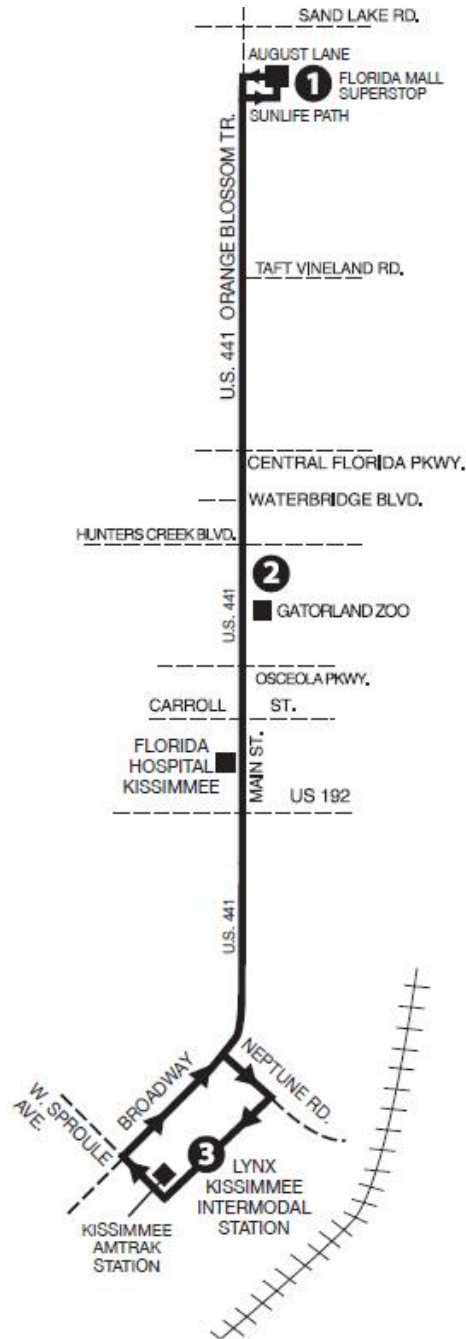 SAND LAKE RD.
AUGUST LANE
1
FLORIDA MALL
SUPERSTOP
SUNLIFE PATH
U.S. 441 ORANGE BLOSSOM TR.
TAFT VINELAND RD.
CENTRAL FLORIDA PKWY.
WATERBRIDGE BLVD.
HUNTERS CREEK BLVD.
2
U.S. 441
GATORLAND ZOO
OSCEOLA PKWY.
CARROLL ST.
FLORIDA
HOSPITAL
KISSIMMEE
MAIN ST.
US 192
U.S. 441
BROADWAY
NEPTUNE RD.
W. SPROULE
AVE.
3
LYNX
KISSIMMEE
INTERMODAL
STATION
KISSIMMEE
AMTRAK
STATION